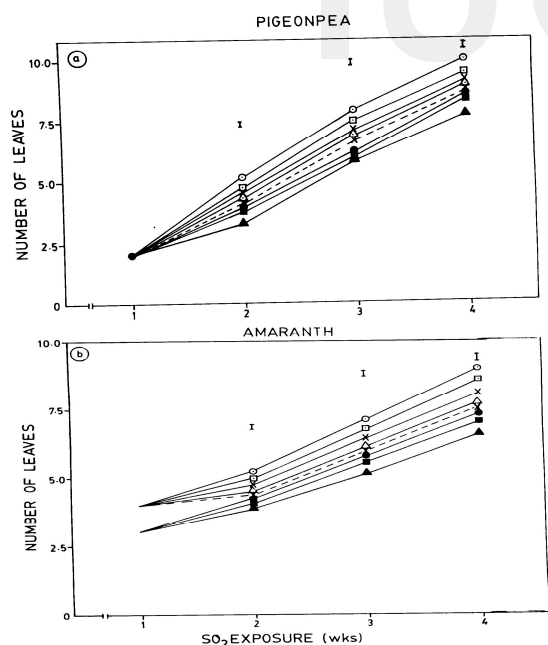 PIGEONPEA
a
NUMBER OF LEAVES
10.0
7.5
5.0
2.5
0
1 2 3 4
AMARANTH
b
NUMBER OF LEAVES
10.0
7.5
5.0
2.5
0
1 2 3 4
SO₂ EXPOSURE (wks)